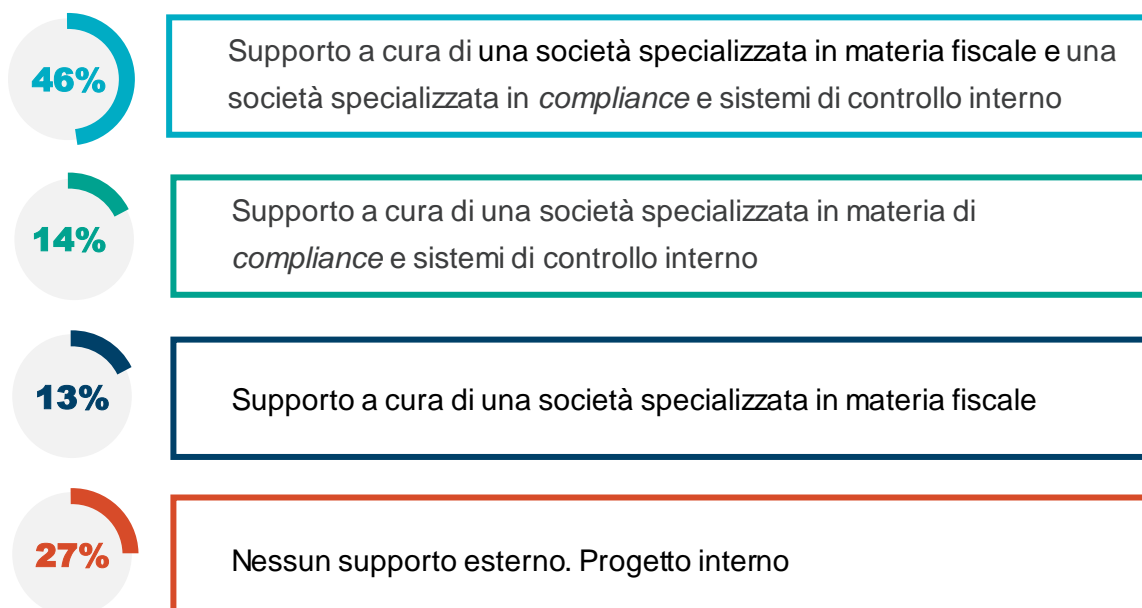 46%
Supporto a cura di una società specializzata in materia fiscale e una
società specializzata in compliance e sistemi di controllo interno
14%
Supporto a cura di una società specializzata in materia di
compliance e sistemi di controllo interno
13%
Supporto a cura di una società specializzata in materia fiscale
27%
Nessun supporto esterno. Progetto interno